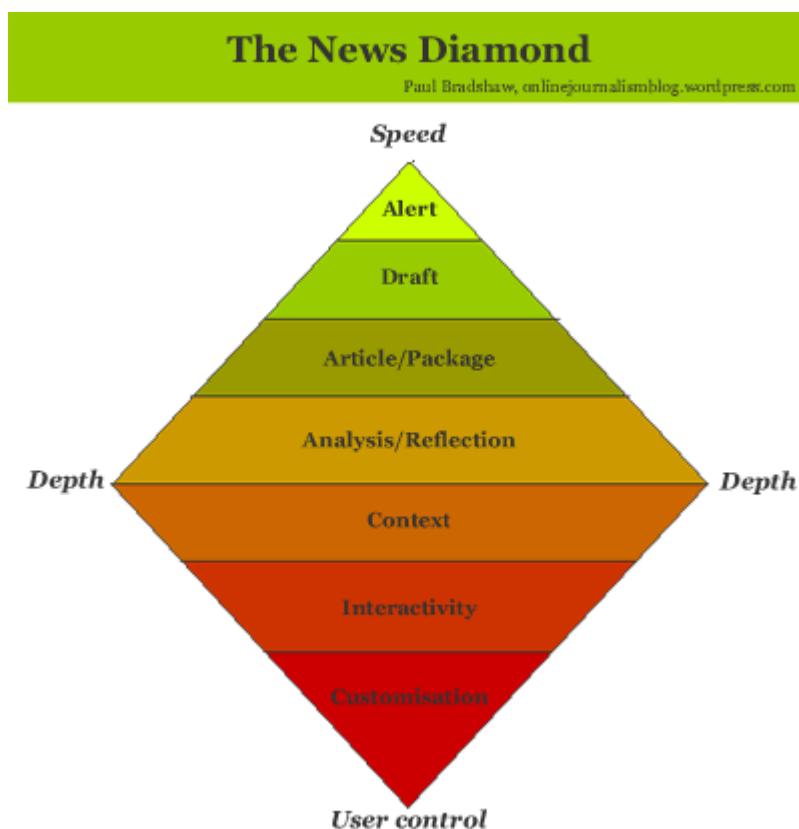 The News Diamond
Paul Bradshaw, onlinejournalismblog.wordpress.com
Speed
Alert
Draft
Article/Package
Analysis/Reflection
Depth
Depth
Context
Interactivity
Customisation
User control